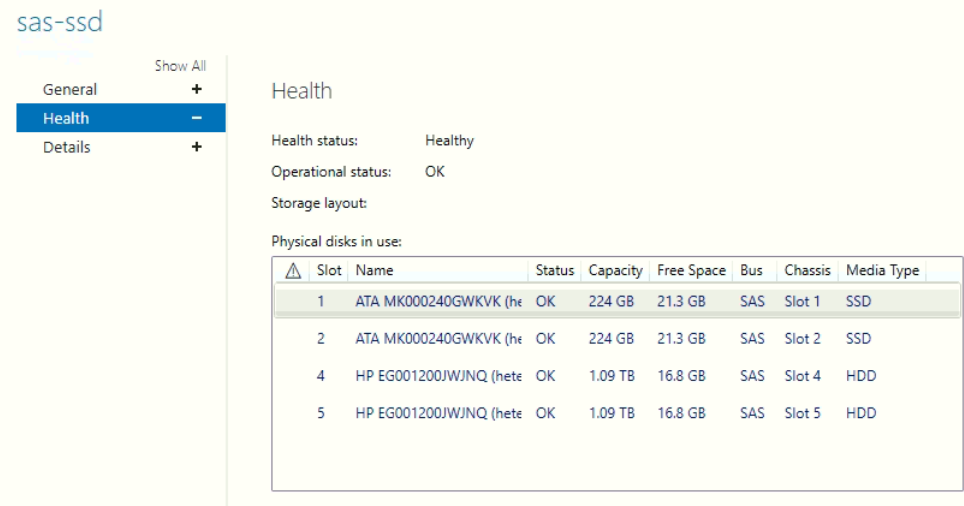 sas-ssd
Show All
General +
Health −
Details +
Health
Health status: Healthy
Operational status: OK
Storage layout:
Physical disks in use:
Slot Name Status Capacity Free Space Bus Chassis Media Type
1 ATA MK000240GWKVK (he OK 224 GB 21.3 GB SAS Slot 1 SSD
2 ATA MK000240GWKVK (he OK 224 GB 21.3 GB SAS Slot 2 SSD
4 HP EG001200JWJNQ (hete OK 1.09 TB 16.8 GB SAS Slot 4 HDD
5 HP EG001200JWJNQ (hete OK 1.09 TB 16.8 GB SAS Slot 5 HDD